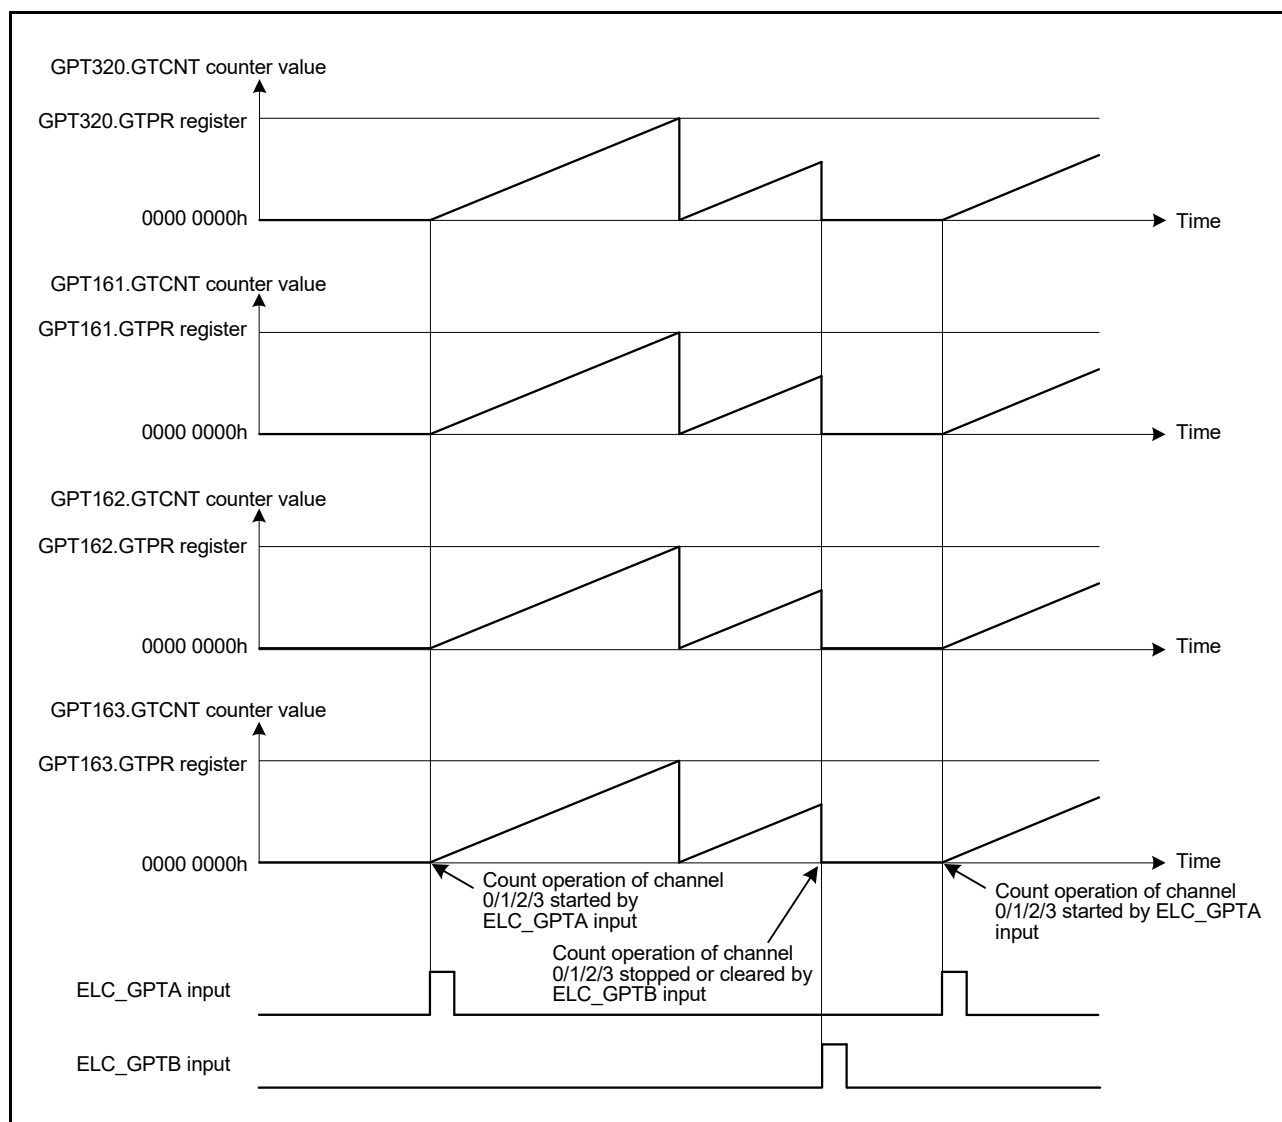 GPT320.GTCNT counter value
GPT320.GTPR register
0000 0000h
Time
GPT161.GTCNT counter value
GPT161.GTPR register
0000 0000h
Time
GPT162.GTCNT counter value
GPT162.GTPR register
0000 0000h
Time
GPT163.GTCNT counter value
GPT163.GTPR register
0000 0000h
Time
Count operation of channel
0/1/2/3 started by
ELC_GPTA input
Count operation of channel
0/1/2/3 stopped or cleared by
ELC_GPTB input
Count operation of channel
0/1/2/3 started by ELC_GPTA
input
ELC_GPTA input
ELC_GPTB input